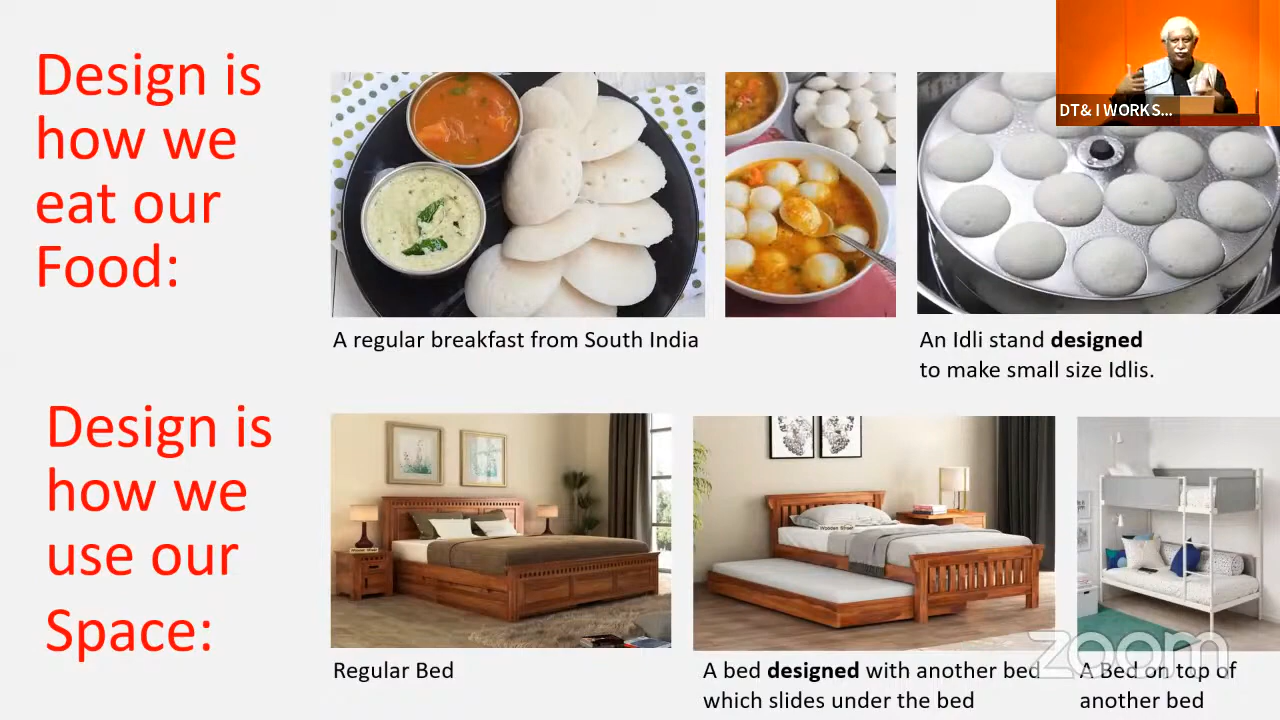 Design is
how we
eat our
Food:
DT& I WORKS...
A regular breakfast from South India
An Idli stand designed
to make small size Idlis.
Design is
how we
use our
Space:
Regular Bed
A bed designed with another bed
which slides under the bed
A Bed on top of
another bed
zoom